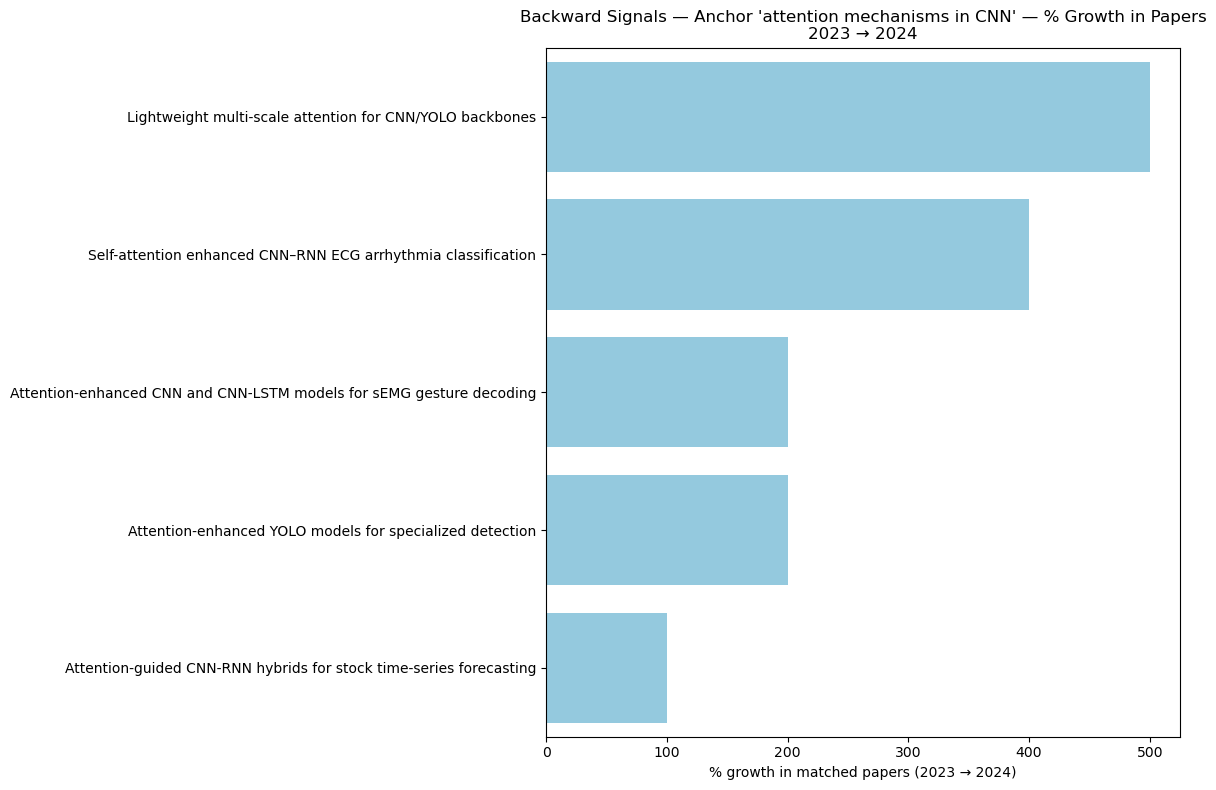 Backward Signals — Anchor 'attention mechanisms in CNN' — % Growth in Papers
2023 → 2024
Lightweight multi-scale attention for CNN/YOLO backbones
Self-attention enhanced CNN–RNN ECG arrhythmia classification
Attention-enhanced CNN and CNN-LSTM models for sEMG gesture decoding
Attention-enhanced YOLO models for specialized detection
Attention-guided CNN-RNN hybrids for stock time-series forecasting
0 100 200 300 400 500
% growth in matched papers (2023 → 2024)